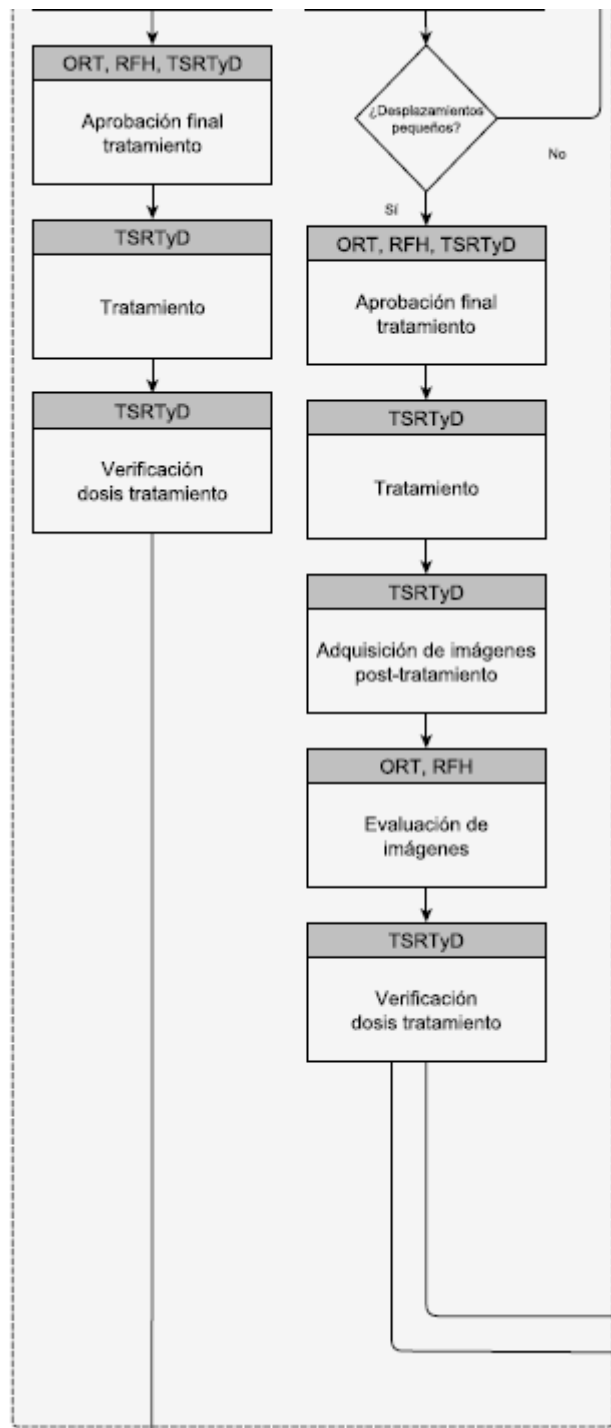 ORT, RFH, TSRTyD
Aprobación final
tratamiento
TSRTyD
Tratamiento
TSRTyD
Verificación
dosis tratamiento
¿Desplazamientos
pequeños?
No
Sí
ORT, RFH, TSRTyD
Aprobación final
tratamiento
TSRTyD
Tratamiento
TSRTyD
Adquisición de imágenes
post-tratamiento
ORT, RFH
Evaluación de
imágenes
TSRTyD
Verificación
dosis tratamiento